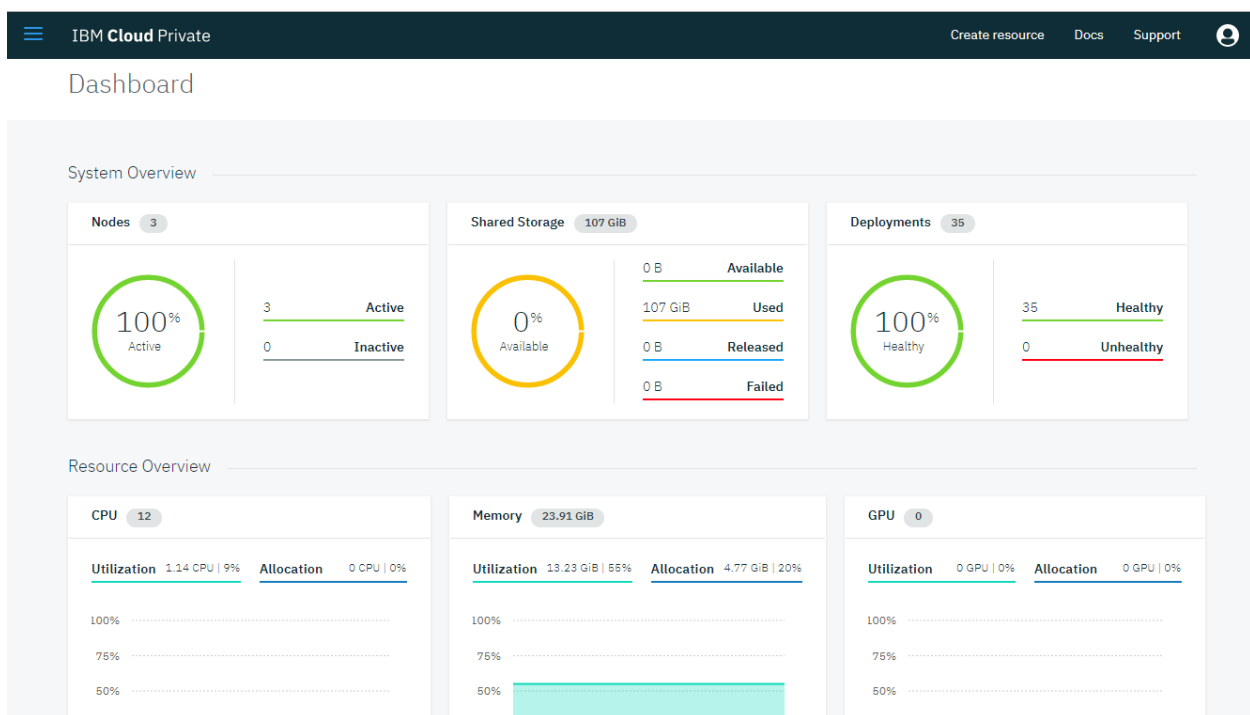 IBM Cloud Private Create resource Docs Support
Dashboard
System Overview
Nodes 3
100%
Active
3 Active
0 Inactive
Shared Storage 107 GiB
0%
Available
0 B Available
107 GiB Used
0 B Released
0 B Failed
Deployments 35
100%
Healthy
35 Healthy
0 Unhealthy
Resource Overview
CPU 12
Utilization 1.14 CPU | 9% Allocation 0 CPU | 0%
100%
75%
50%
Memory 23.91 GiB
Utilization 13.23 GiB | 55% Allocation 4.77 GiB | 20%
100%
75%
50%
GPU 0
Utilization 0 GPU | 0% Allocation 0 GPU | 0%
100%
75%
50%